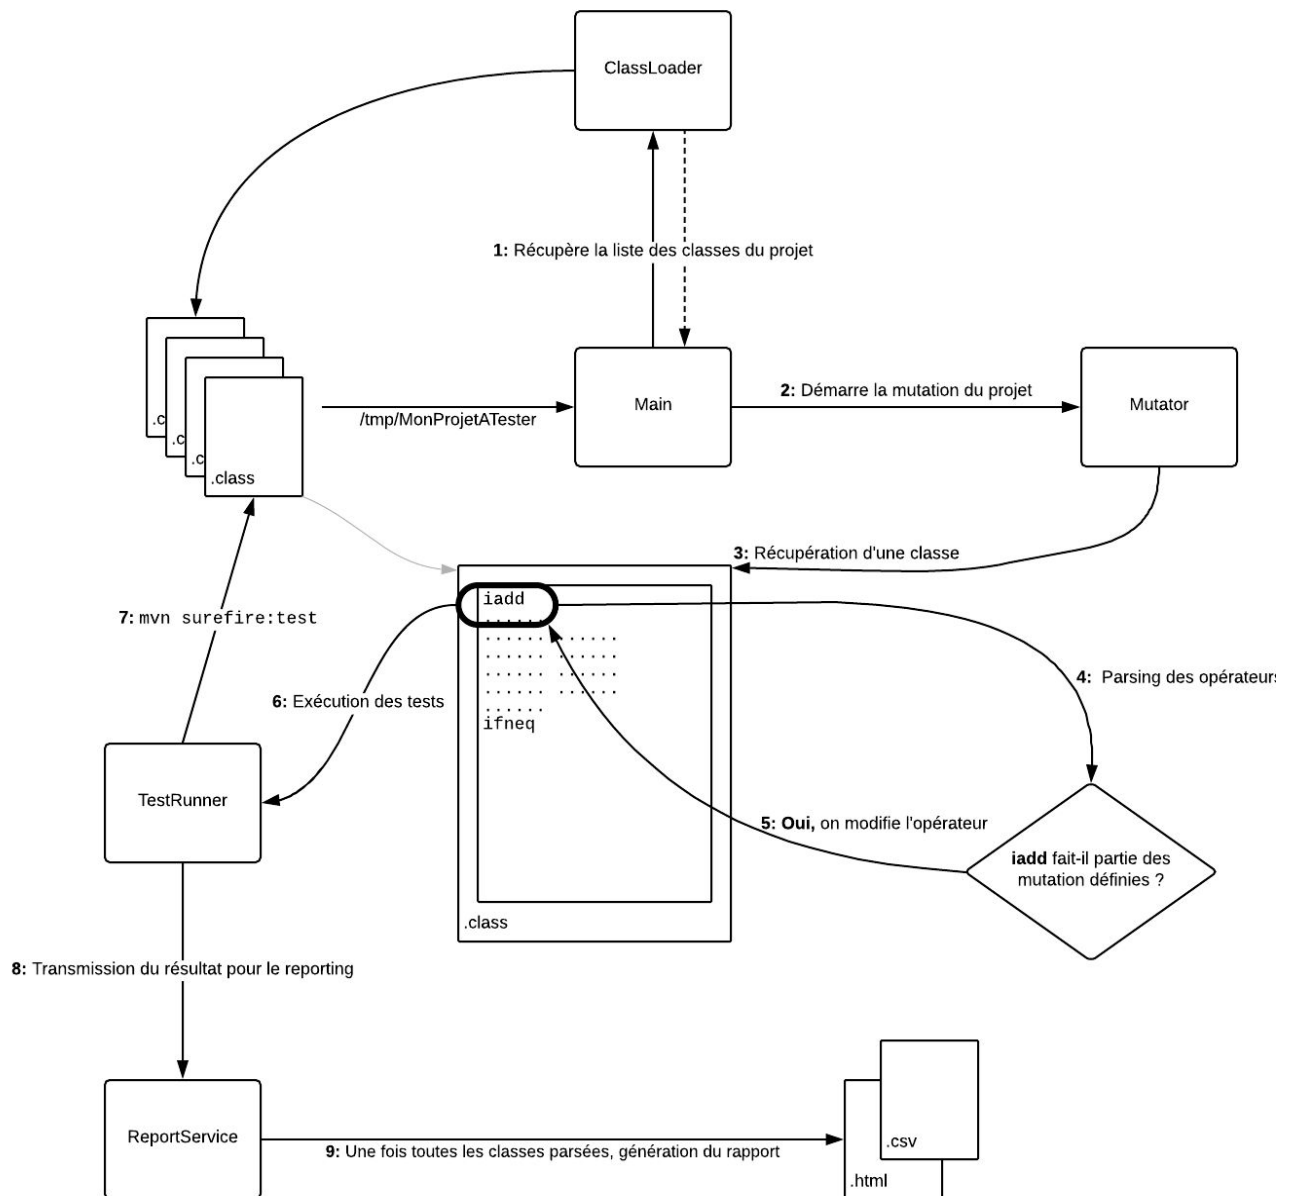 ClassLoader
1: Récupère la liste des classes du projet
.c
.c
.c
.class
/tmp/MonProjetATester
Main
2: Démarre la mutation du projet
Mutator
3: Récupération d'une classe
iadd
. . . . . .
. . . . . . . . . . . .
. . . . . . . . . . . .
. . . . . . . . . . . .
. . . . . . . . . . . .
. . . . . .
ifneq
.class
4: Parsing des opérateurs
iadd fait-il partie des
mutation définies ?
5: Oui, on modifie l'opérateur
6: Exécution des tests
7: mvn surefire:test
TestRunner
8: Transmission du résultat pour le reporting
ReportService
9: Une fois toutes les classes parsées, génération du rapport
.csv
.html